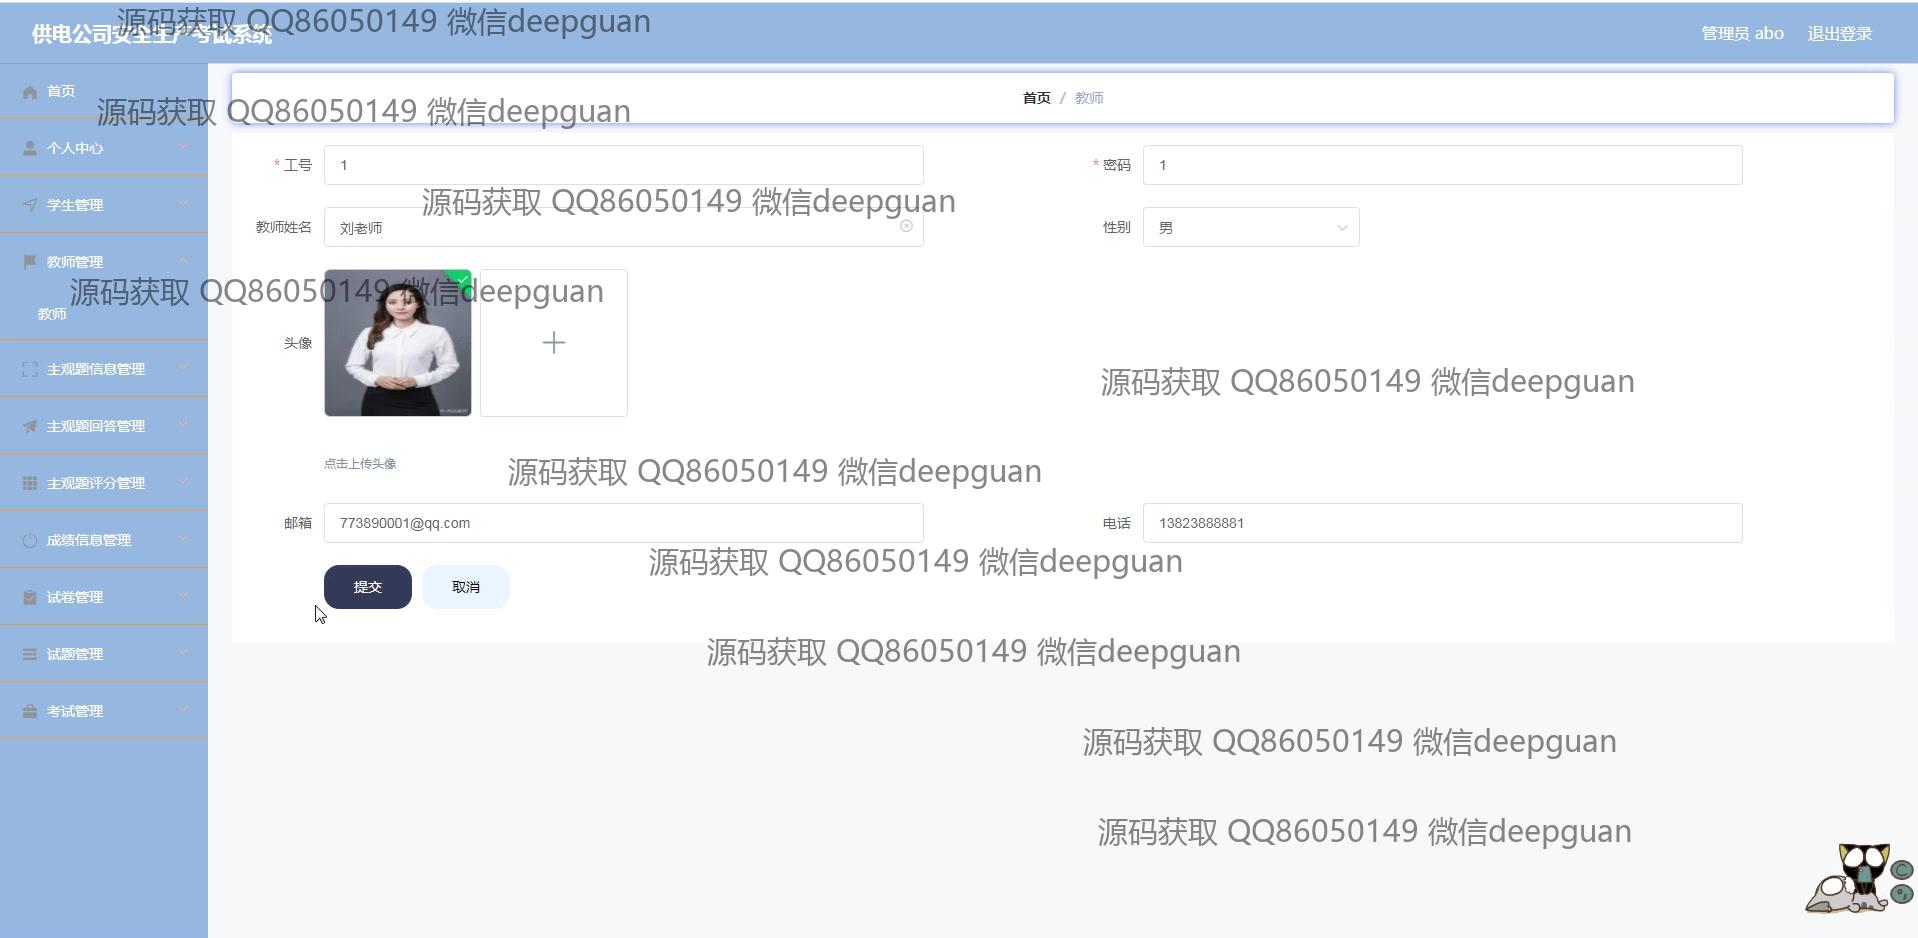 供电公司安全生产考试系统
源码获取 QQ86050149 微信deepguan
管理员 abo
退出登录
首页
个人中心
学生管理
教师管理
教师
主观题信息管理
主观题回答管理
主观题评分管理
成绩信息管理
试卷管理
试题管理
考试管理
首页 / 教师
源码获取 QQ86050149 微信deepguan
* 工号 1
* 密码 1
源码获取 QQ86050149 微信deepguan
教师姓名 刘老师
性别 男
源码获取 QQ86050149 微信deepguan
头像
源码获取 QQ86050149 微信deepguan
点击上传头像
源码获取 QQ86050149 微信deepguan
邮箱 773890001@qq.com
电话 13823888881
源码获取 QQ86050149 微信deepguan
提交 取消
源码获取 QQ86050149 微信deepguan
源码获取 QQ86050149 微信deepguan
源码获取 QQ86050149 微信deepguan